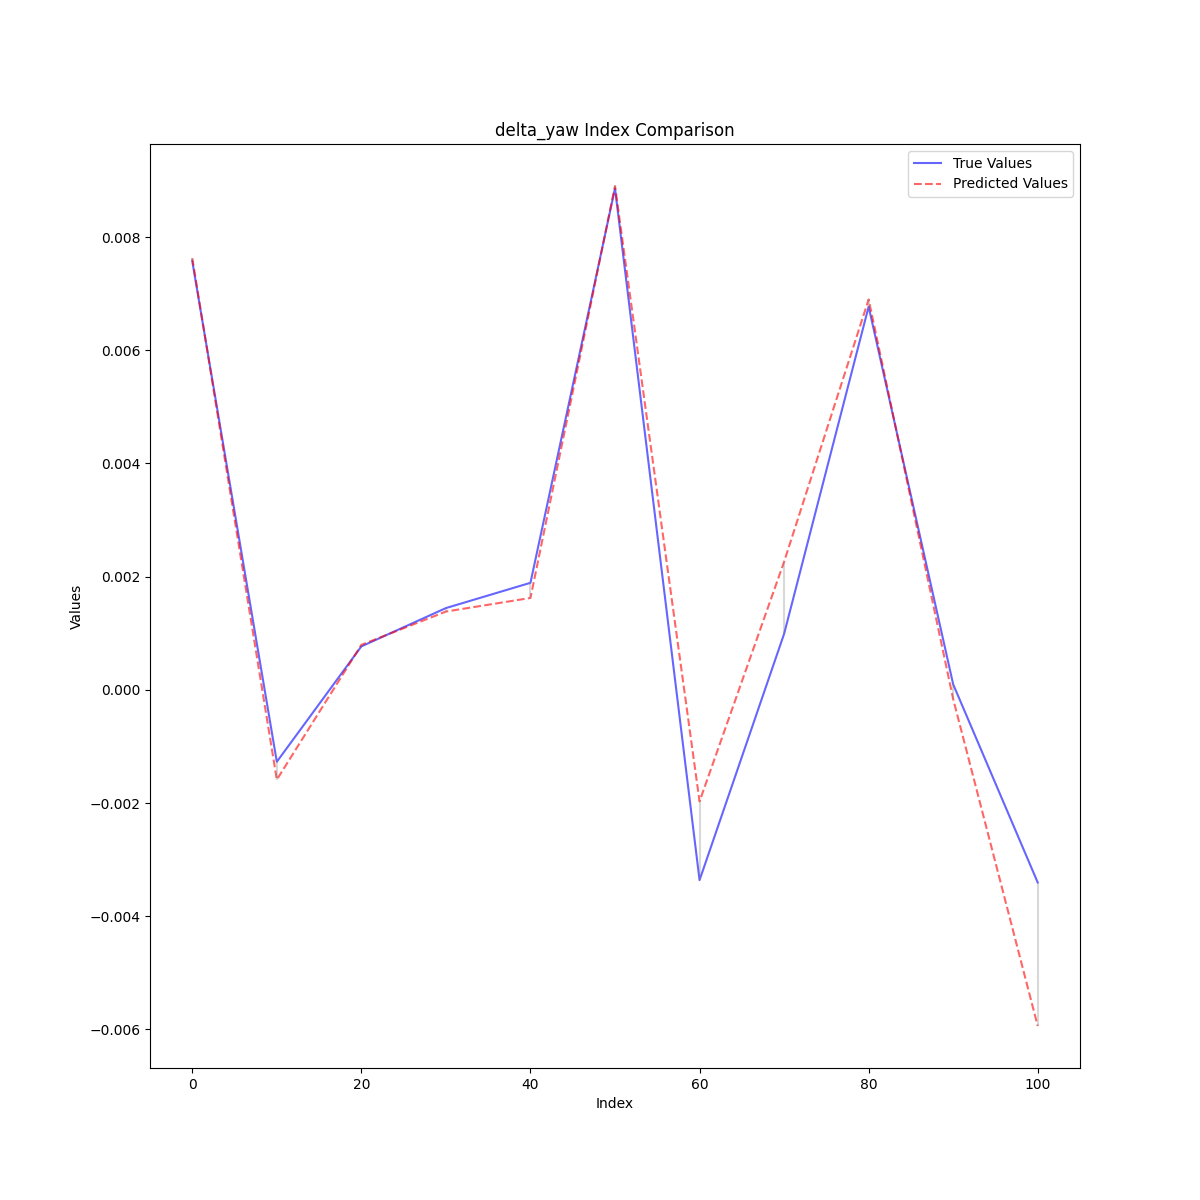 delta_yaw Index Comparison
True Values
Predicted Values
0.008
0.006
0.004
0.002
0.000
−0.002
−0.004
−0.006
Values
0 20 40 60 80 100
Index